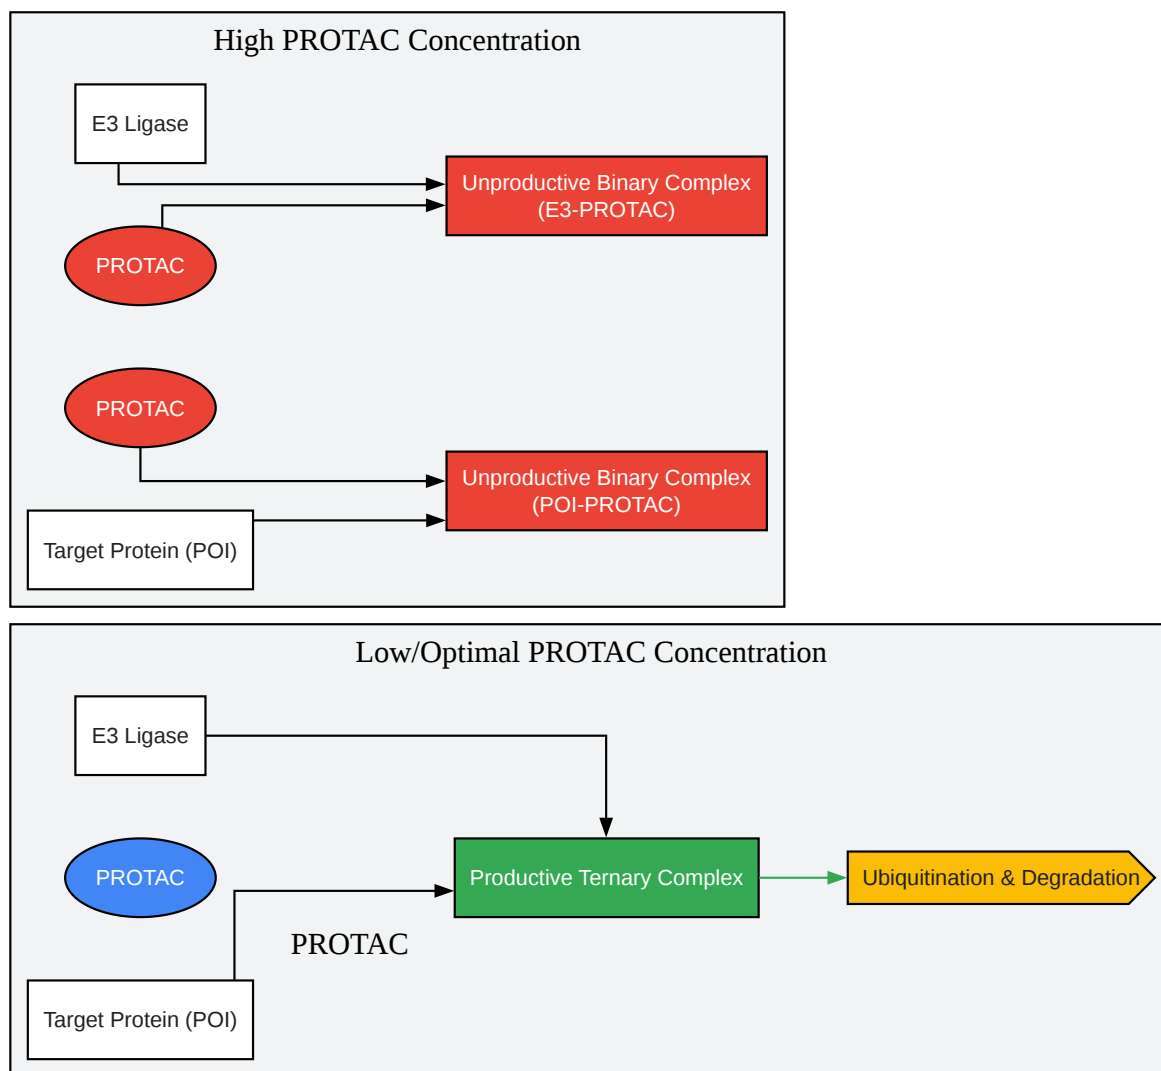 High PROTAC Concentration
E3 Ligase
Unproductive Binary Complex
(E3-PROTAC)
PROTAC
PROTAC
Unproductive Binary Complex
(POI-PROTAC)
Target Protein (POI)
Low/Optimal PROTAC Concentration
E3 Ligase
PROTAC
Productive Ternary Complex
Ubiquitination & Degradation
PROTAC
Target Protein (POI)